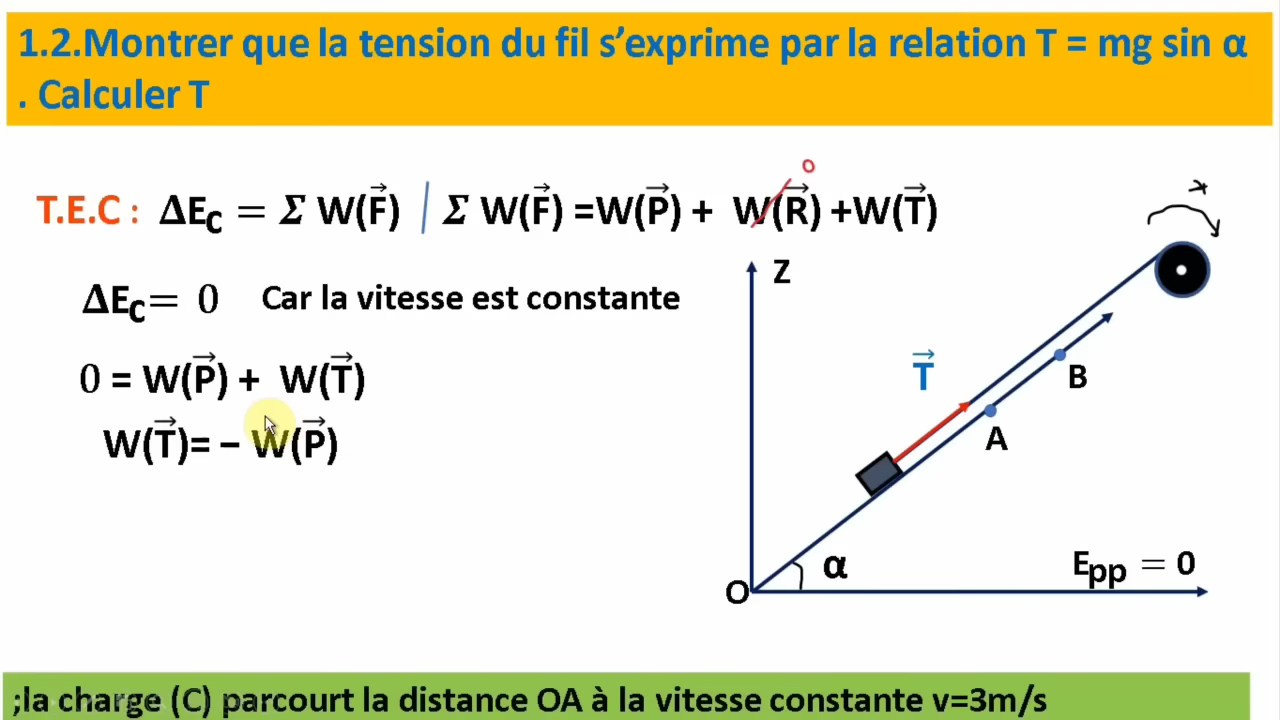 1.2.Montrer que la tension du fil s’exprime par la relation T = mg sin α
. Calculer T
T.E.C : ΔEc = Σ W(F⃗) | Σ W(F⃗) =W(P⃗) + W(R⃗) +W(T⃗)
0
+
ΔEc = 0 Car la vitesse est constante
0 = W(P⃗) + W(T⃗)
W(T⃗)= – W(P⃗)
Z
T⃗
B
A
α
Epp = 0
O
;la charge (C) parcourt la distance OA à la vitesse constante v=3m/s